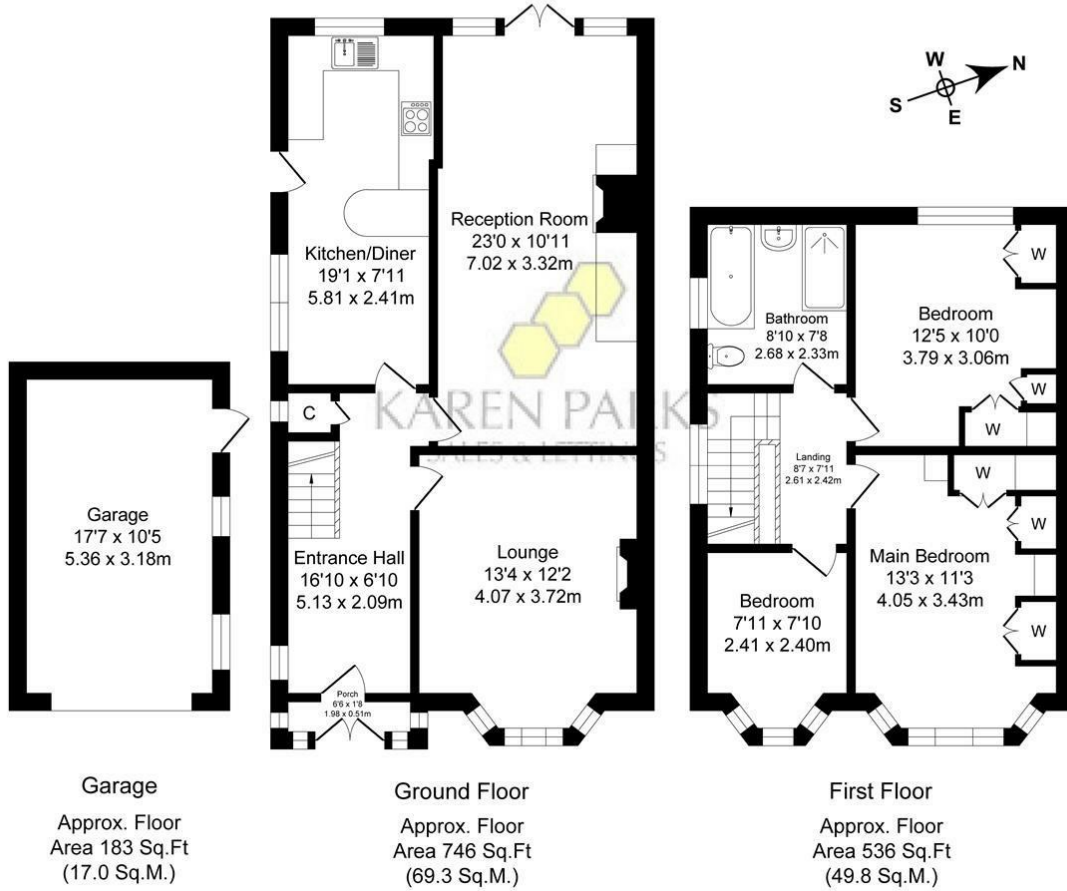 W
N
S
E
Kitchen/Diner
19'1 x 7'11
5.81 x 2.41m
Reception Room
23'0 x 10'11
7.02 x 3.32m
Bathroom
8'10 x 7'8
2.68 x 2.33m
Bedroom
12'5 x 10'0
3.79 x 3.06m
W
W
W
C
KAREN PARKS
SALES & LETTINGS
Landing
8'7 x 7'11
2.61 x 2.42m
Garage
17'7 x 10'5
5.36 x 3.18m
Entrance Hall
16'10 x 6'10
5.13 x 2.09m
Lounge
13'4 x 12'2
4.07 x 3.72m
Bedroom
7'11 x 7'10
2.41 x 2.40m
Main Bedroom
13'3 x 11'3
4.05 x 3.43m
W
W
W
Porch
6'6 x 1'8
1.98 x 0.51m
Garage
Approx. Floor
Area 183 Sq.Ft
(17.0 Sq.M.)
Ground Floor
Approx. Floor
Area 746 Sq.Ft
(69.3 Sq.M.)
First Floor
Approx. Floor
Area 536 Sq.Ft
(49.8 Sq.M.)